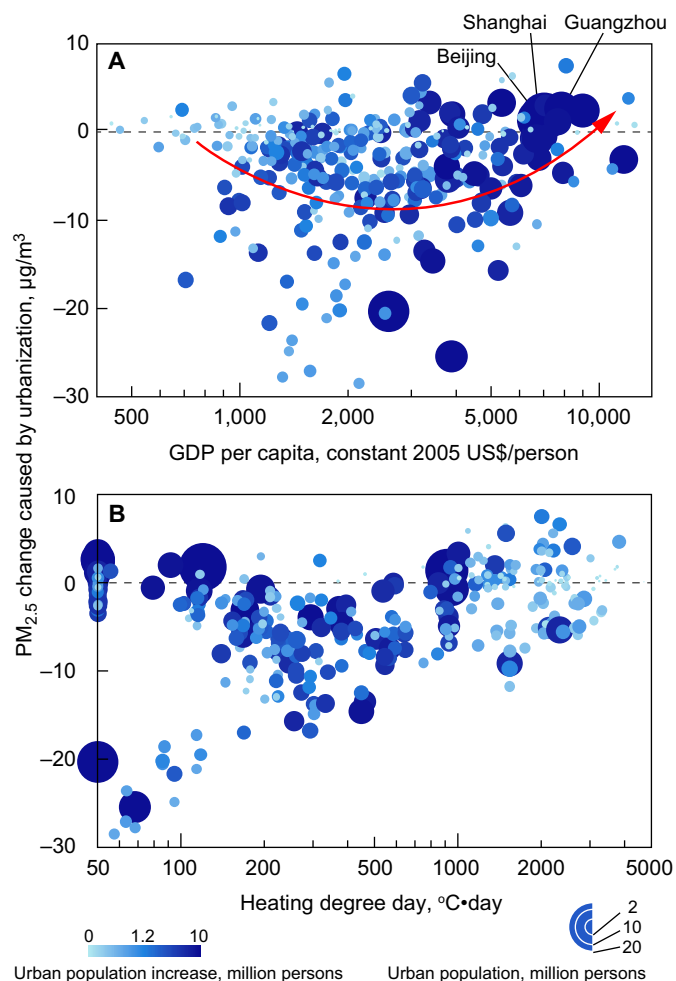 Shanghai Guangzhou
Beijing
A
10
0
–10
–20
–30
500 1,000 2,000 5,000 10,000
GDP per capita, constant 2005 US$/person
PM2.5 change caused by urbanization, µg/m³
B
10
0
–10
–20
–30
50 100 200 500 1000 2000 5000
Heating degree day, °C•day
0 1.2 10
Urban population increase, million persons
2
10
20
Urban population, million persons